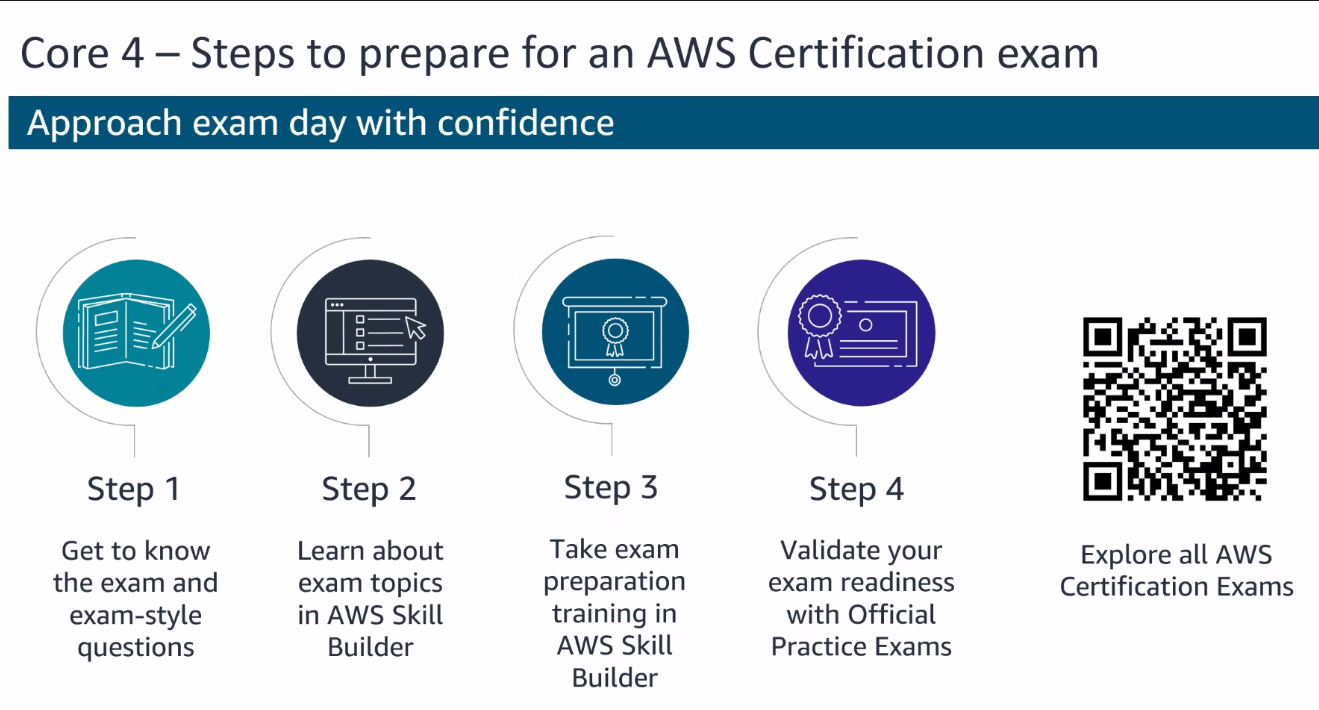 Core 4 – Steps to prepare for an AWS Certification exam
Approach exam day with confidence
Step 1
Get to know
the exam and
exam-style
questions
Step 2
Learn about
exam topics
in AWS Skill
Builder
Step 3
Take exam
preparation
training in
AWS Skill
Builder
Step 4
Validate your
exam readiness
with Official
Practice Exams
Explore all AWS
Certification Exams